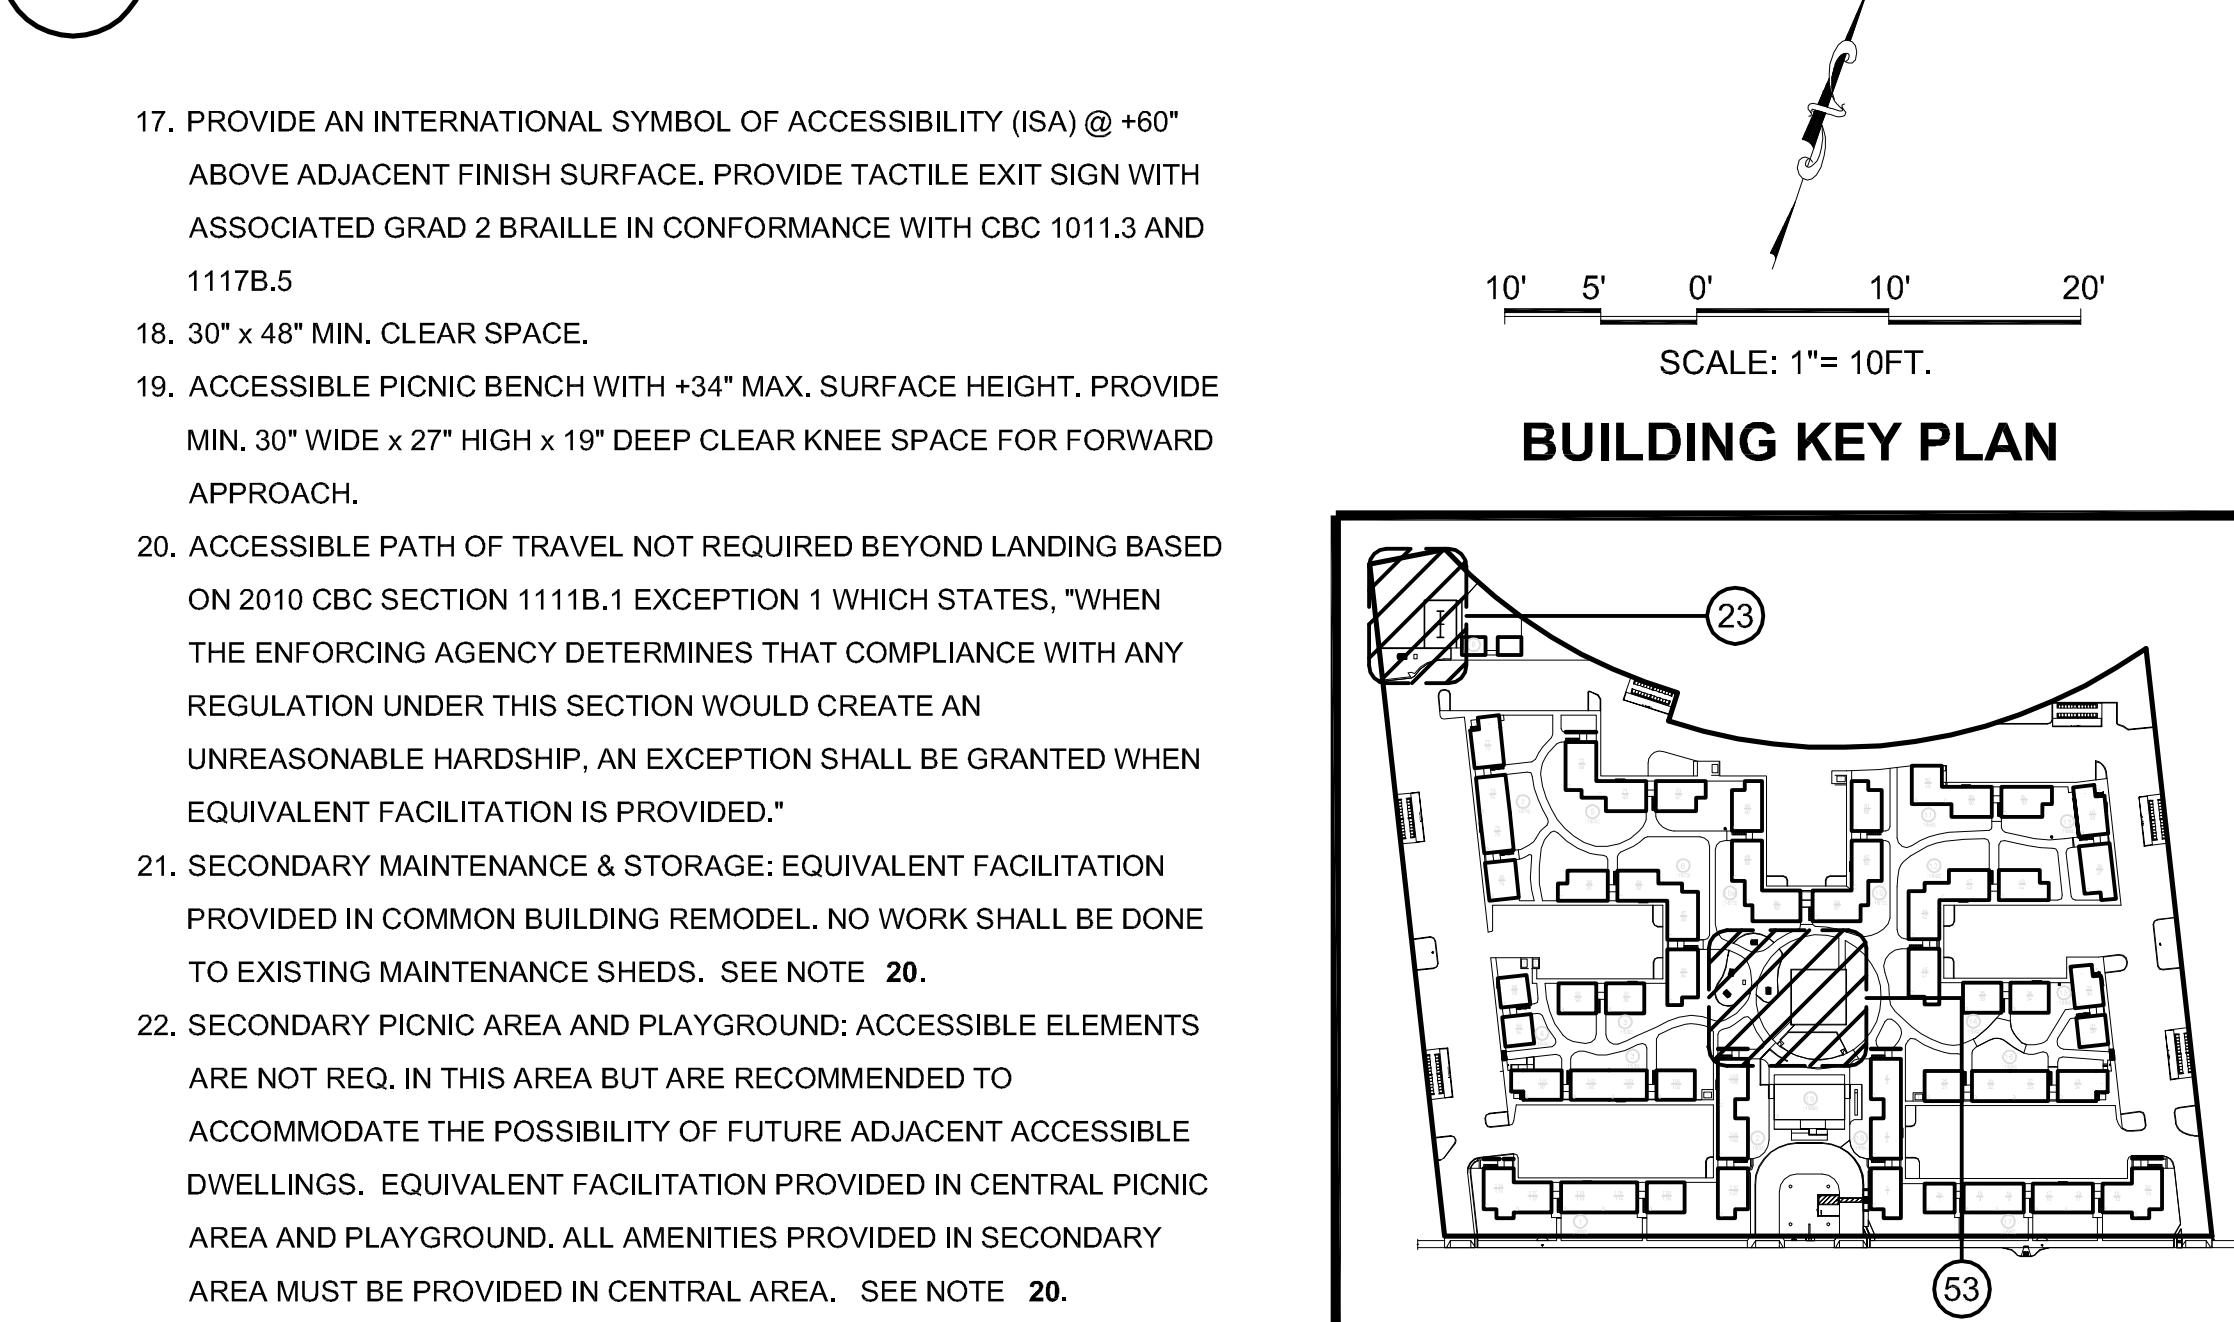 17. PROVIDE AN INTERNATIONAL SYMBOL OF ACCESSIBILITY (ISA) @ +60"
ABOVE ADJACENT FINISH SURFACE. PROVIDE TACTILE EXIT SIGN WITH
ASSOCIATED GRAD 2 BRAILLE IN CONFORMANCE WITH CBC 1011.3 AND
1117B.5
18. 30" x 48" MIN. CLEAR SPACE.
19. ACCESSIBLE PICNIC BENCH WITH +34" MAX. SURFACE HEIGHT. PROVIDE
MIN. 30" WIDE x 27" HIGH x 19" DEEP CLEAR KNEE SPACE FOR FORWARD
APPROACH.
20. ACCESSIBLE PATH OF TRAVEL NOT REQUIRED BEYOND LANDING BASED
ON 2010 CBC SECTION 1111B.1 EXCEPTION 1 WHICH STATES, "WHEN
THE ENFORCING AGENCY DETERMINES THAT COMPLIANCE WITH ANY
REGULATION UNDER THIS SECTION WOULD CREATE AN
UNREASONABLE HARDSHIP, AN EXCEPTION SHALL BE GRANTED WHEN
EQUIVALENT FACILITATION IS PROVIDED."
21. SECONDARY MAINTENANCE & STORAGE: EQUIVALENT FACILITATION
PROVIDED IN COMMON BUILDING REMODEL. NO WORK SHALL BE DONE
TO EXISTING MAINTENANCE SHEDS. SEE NOTE 20.
22. SECONDARY PICNIC AREA AND PLAYGROUND: ACCESSIBLE ELEMENTS
ARE NOT REQ. IN THIS AREA BUT ARE RECOMMENDED TO
ACCOMMODATE THE POSSIBILITY OF FUTURE ADJACENT ACCESSIBLE
DWELLINGS. EQUIVALENT FACILITATION PROVIDED IN CENTRAL PICNIC
AREA AND PLAYGROUND. ALL AMENITIES PROVIDED IN SECONDARY
AREA MUST BE PROVIDED IN CENTRAL AREA. SEE NOTE 20.
10' 5' 0' 10' 20'
SCALE: 1"= 10FT.
BUILDING KEY PLAN
23
53